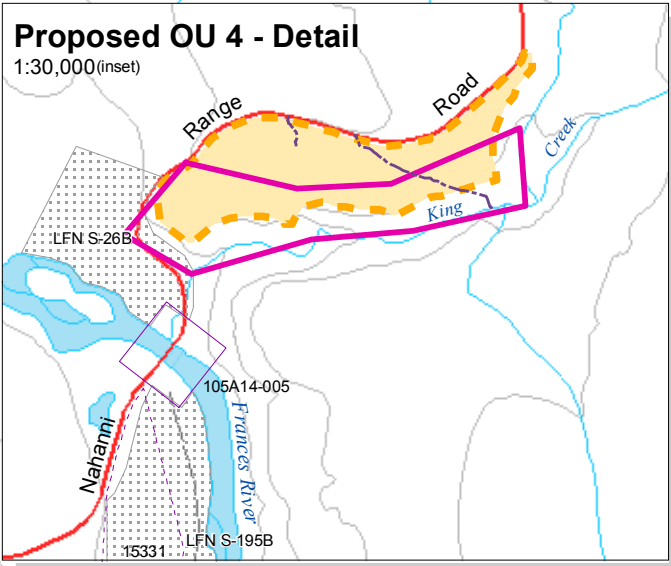 Proposed OU 4 - Detail
1:30,000(inset)
Range
Road
Creek
King
LFN S-26B
105A14-005
Frances River
Nahanni
LFN S-195B
15331